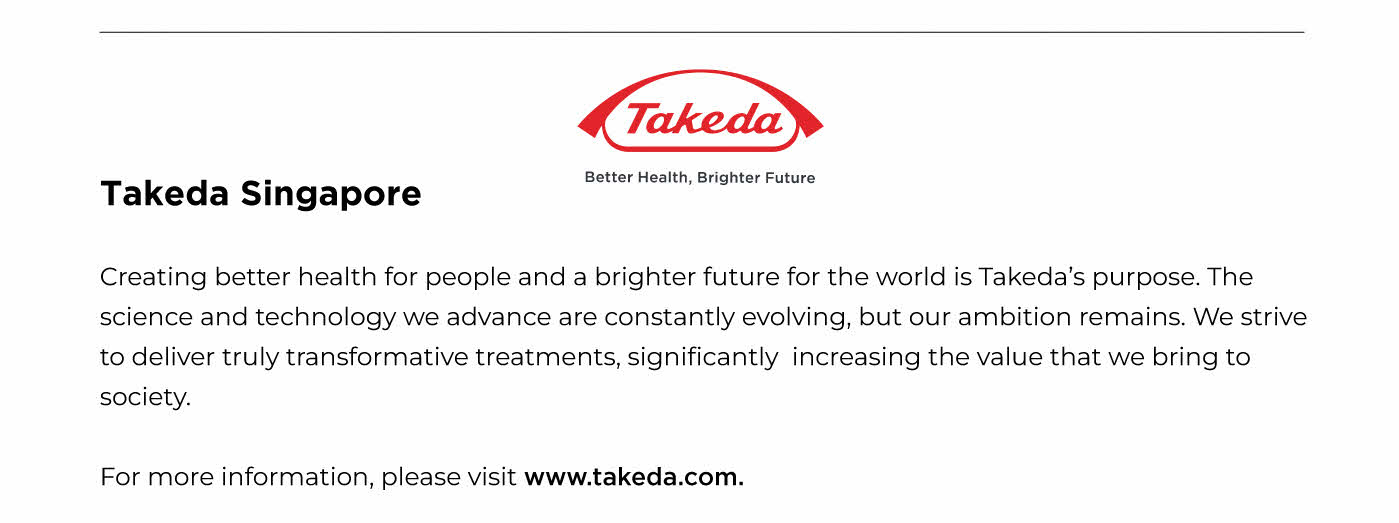 Takeda
Better Health, Brighter Future
Takeda Singapore
Creating better health for people and a brighter future for the world is Takeda’s purpose. The
science and technology we advance are constantly evolving, but our ambition remains. We strive
to deliver truly transformative treatments, significantly  increasing the value that we bring to
society.
For more information, please visit www.takeda.com.